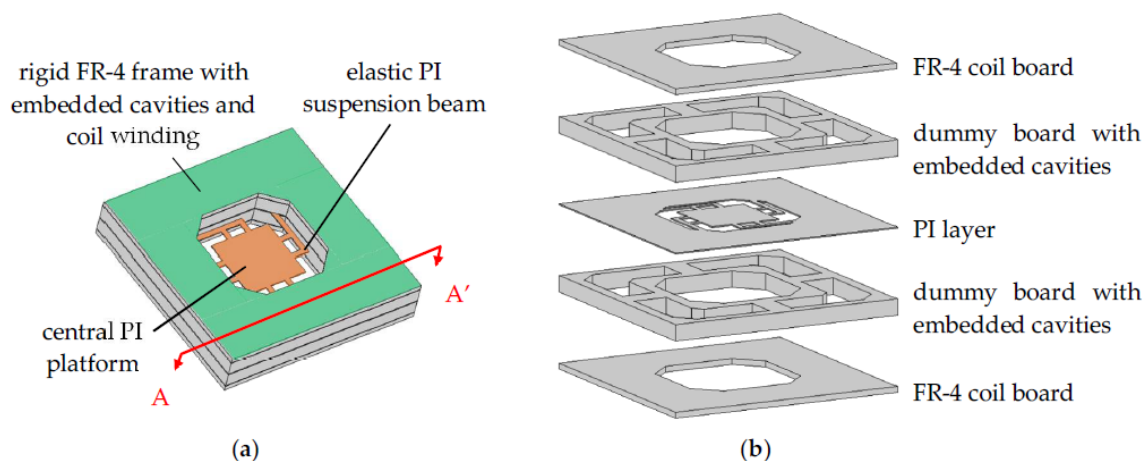 rigid FR-4 frame with
embedded cavities and
coil winding
elastic PI
suspension beam
central PI
platform
A
A′
(a)
FR-4 coil board
dummy board with
embedded cavities
PI layer
dummy board with
embedded cavities
FR-4 coil board
(b)